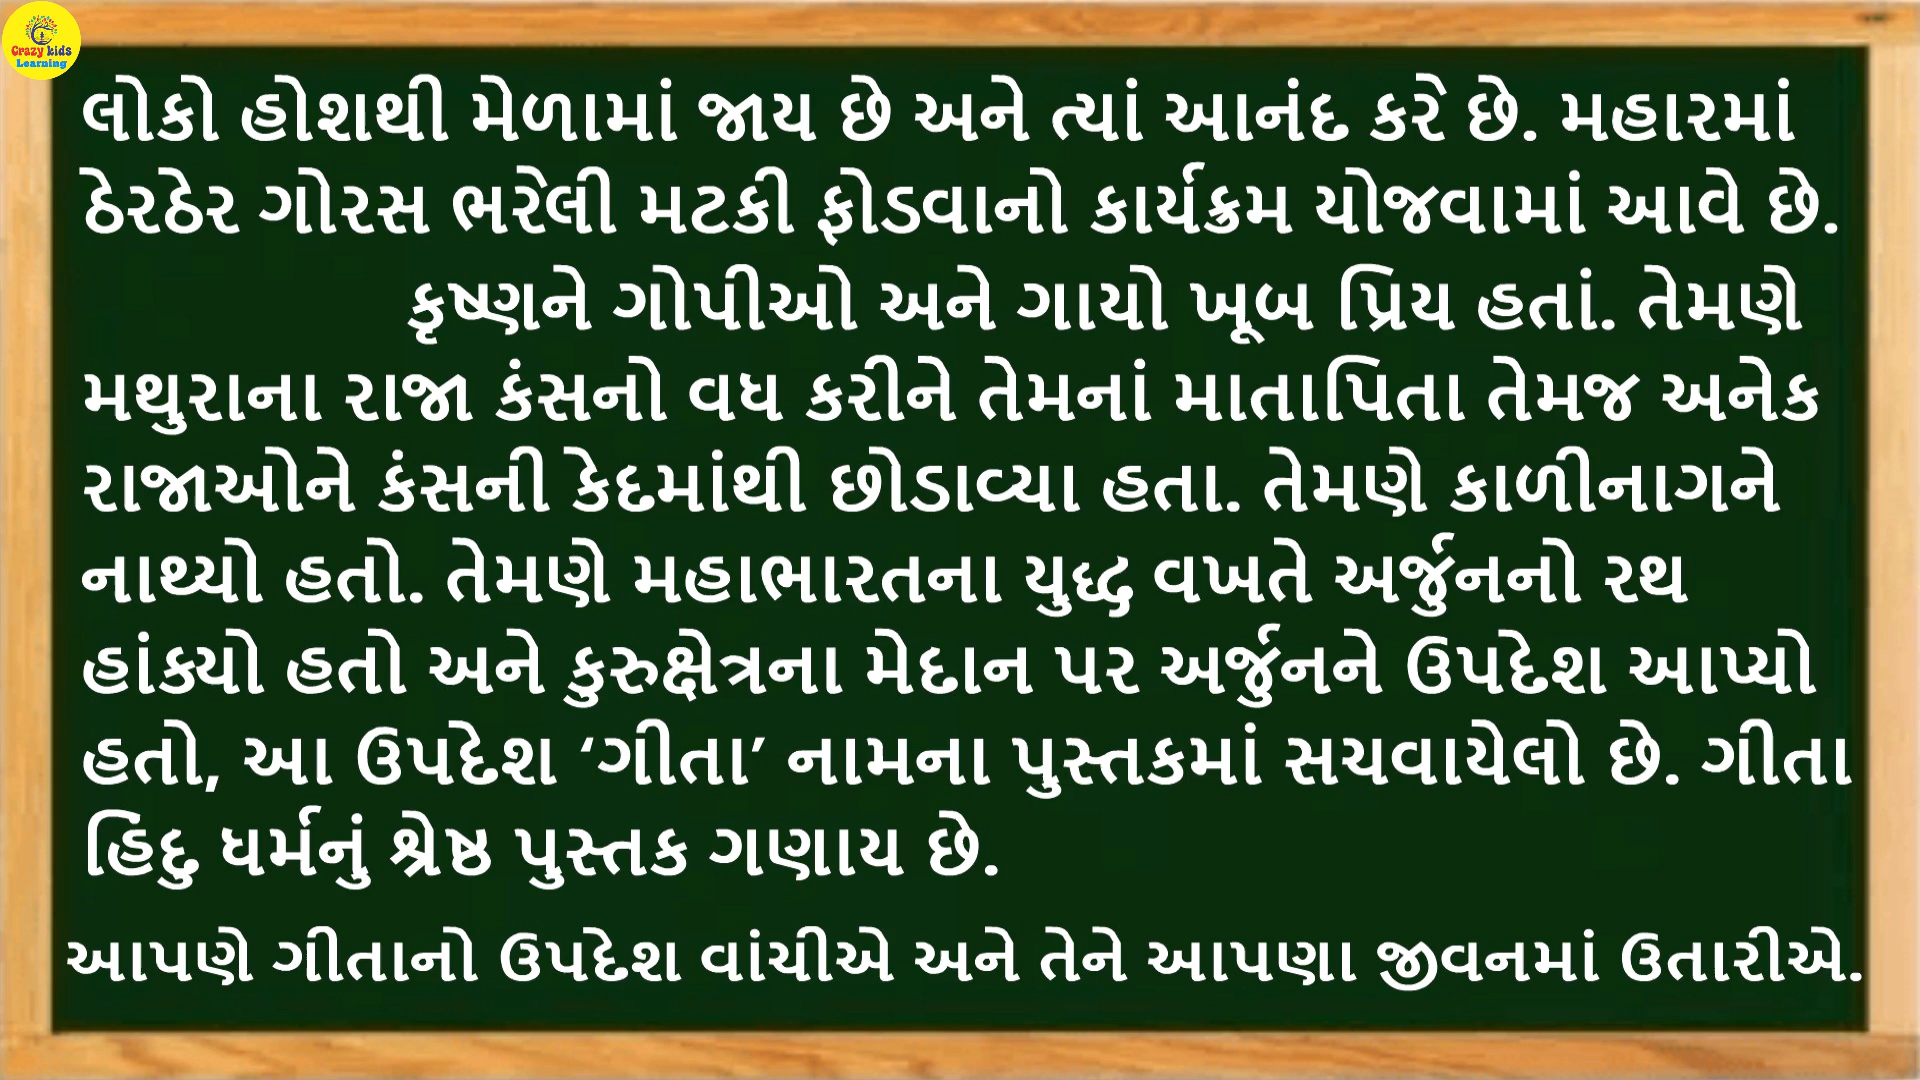 Crazy kids
Learning
લોકો હોશથી મેળામાં જાય છે અને ત્યાં આનંદ કરે છે. મહારમાં
ઠેરઠેર ગોરસ ભરેલી મટકી ફોડવાનો કાર્યક્રમ યોજવામાં આવે છે.
કૃષ્ણને ગોપીઓ અને ગાયો ખૂબ પ્રિય હતાં. તેમણે
મથુરાના રાજા કંસનો વધ કરીને તેમનાં માતાપિતા તેમજ અનેક
રાજાઓને કંસની કેદમાંથી છોડાવ્યા હતા. તેમણે કાળીનાગને
નાથ્યો હતો. તેમણે મહાભારતના યુધ્ધ વખતે અર્જુનનો રથ
હાંક્યો હતો અને કુરુક્ષેત્રના મેદાન પર અર્જુનને ઉપદેશ આપ્યો
હતો, આ ઉપદેશ ‘ગીતા’ નામના પુસ્તકમાં સચવાયેલો છે. ગીતા
હિંદુ ધર્મનું શ્રેષ્ઠ પુસ્તક ગણાય છે.
આપણે ગીતાનો ઉપદેશ વાંચીએ અને તેને આપણા જીવનમાં ઉતારીએ.